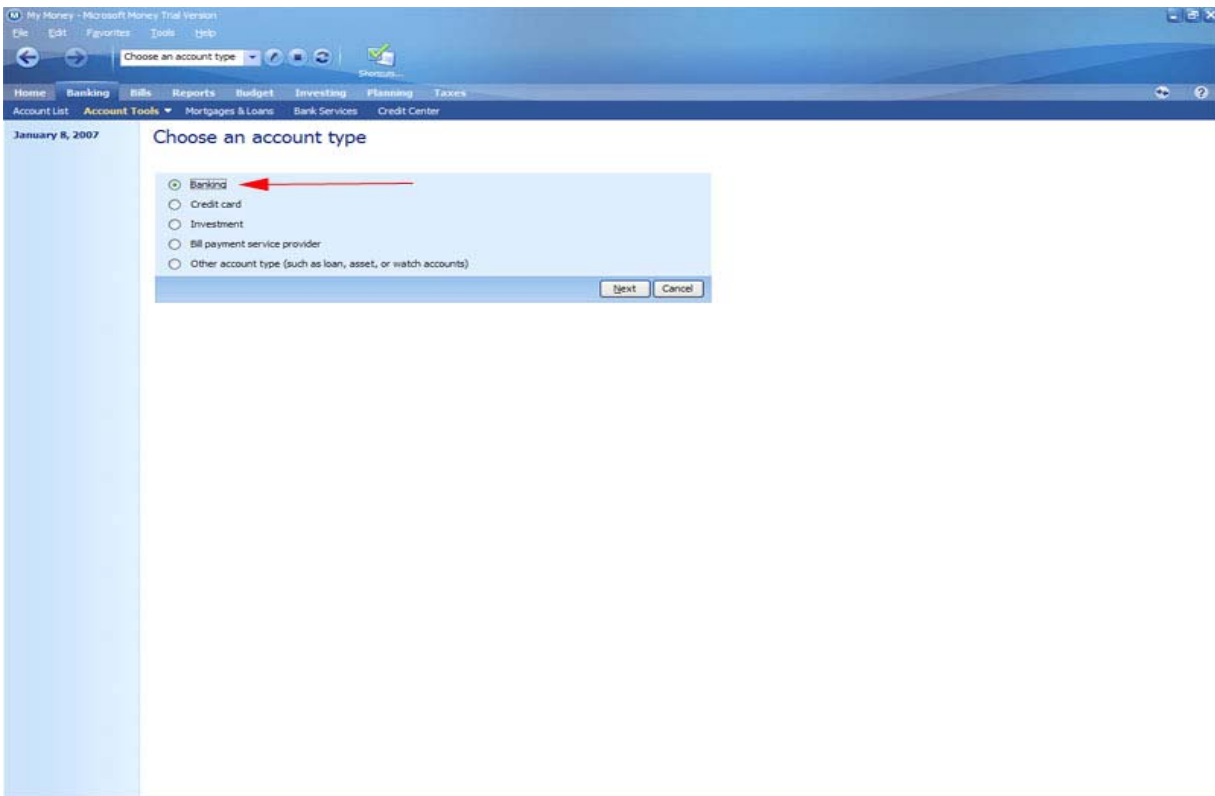 My Money - Microsoft Money Trial Version
File Edit Favorites Tools Help
Choose an account type
Shortcuts...
Home Banking Bills Reports Budget Investing Planning Taxes
Account List Account Tools Mortgages & Loans Bank Services Credit Center
January 8, 2007
Choose an account type
Banking
Credit card
Investment
Bill payment service provider
Other account type (such as loan, asset, or watch accounts)
Next Cancel